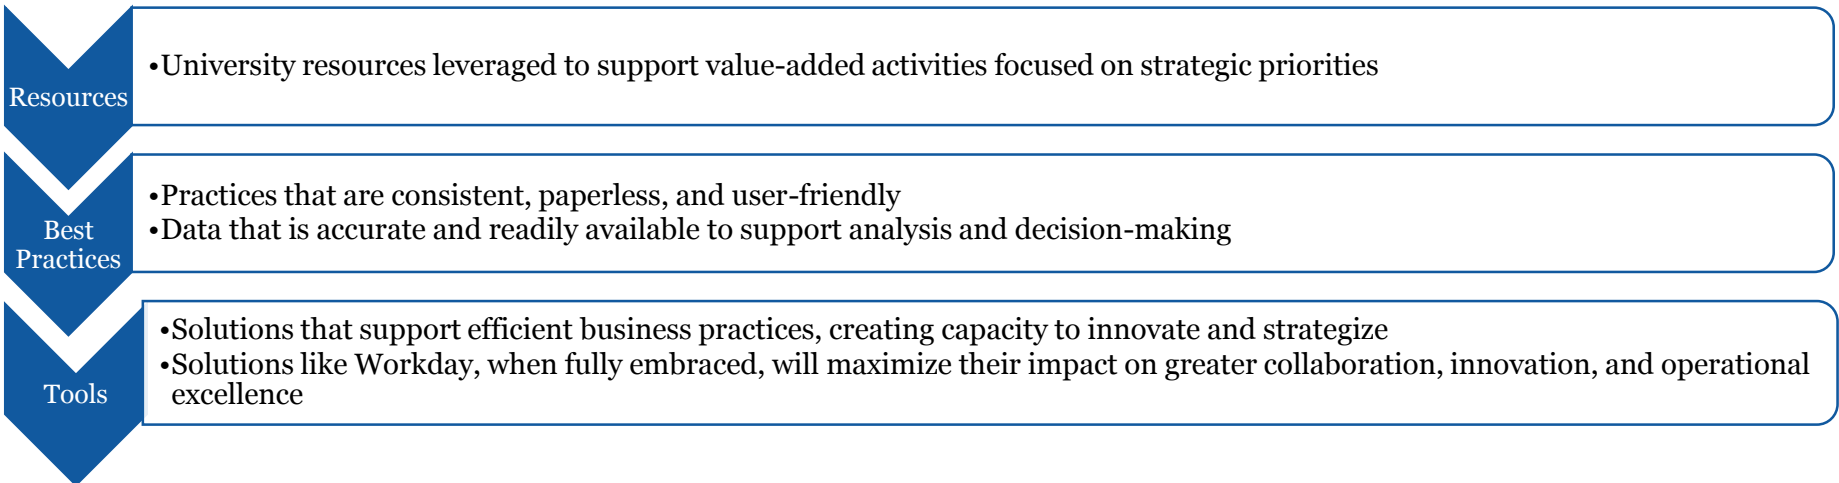 Resources
•University resources leveraged to support value-added activities focused on strategic priorities
Best
Practices
•Practices that are consistent, paperless, and user-friendly
•Data that is accurate and readily available to support analysis and decision-making
Tools
•Solutions that support efficient business practices, creating capacity to innovate and strategize
•Solutions like Workday, when fully embraced, will maximize their impact on greater collaboration, innovation, and operational
excellence